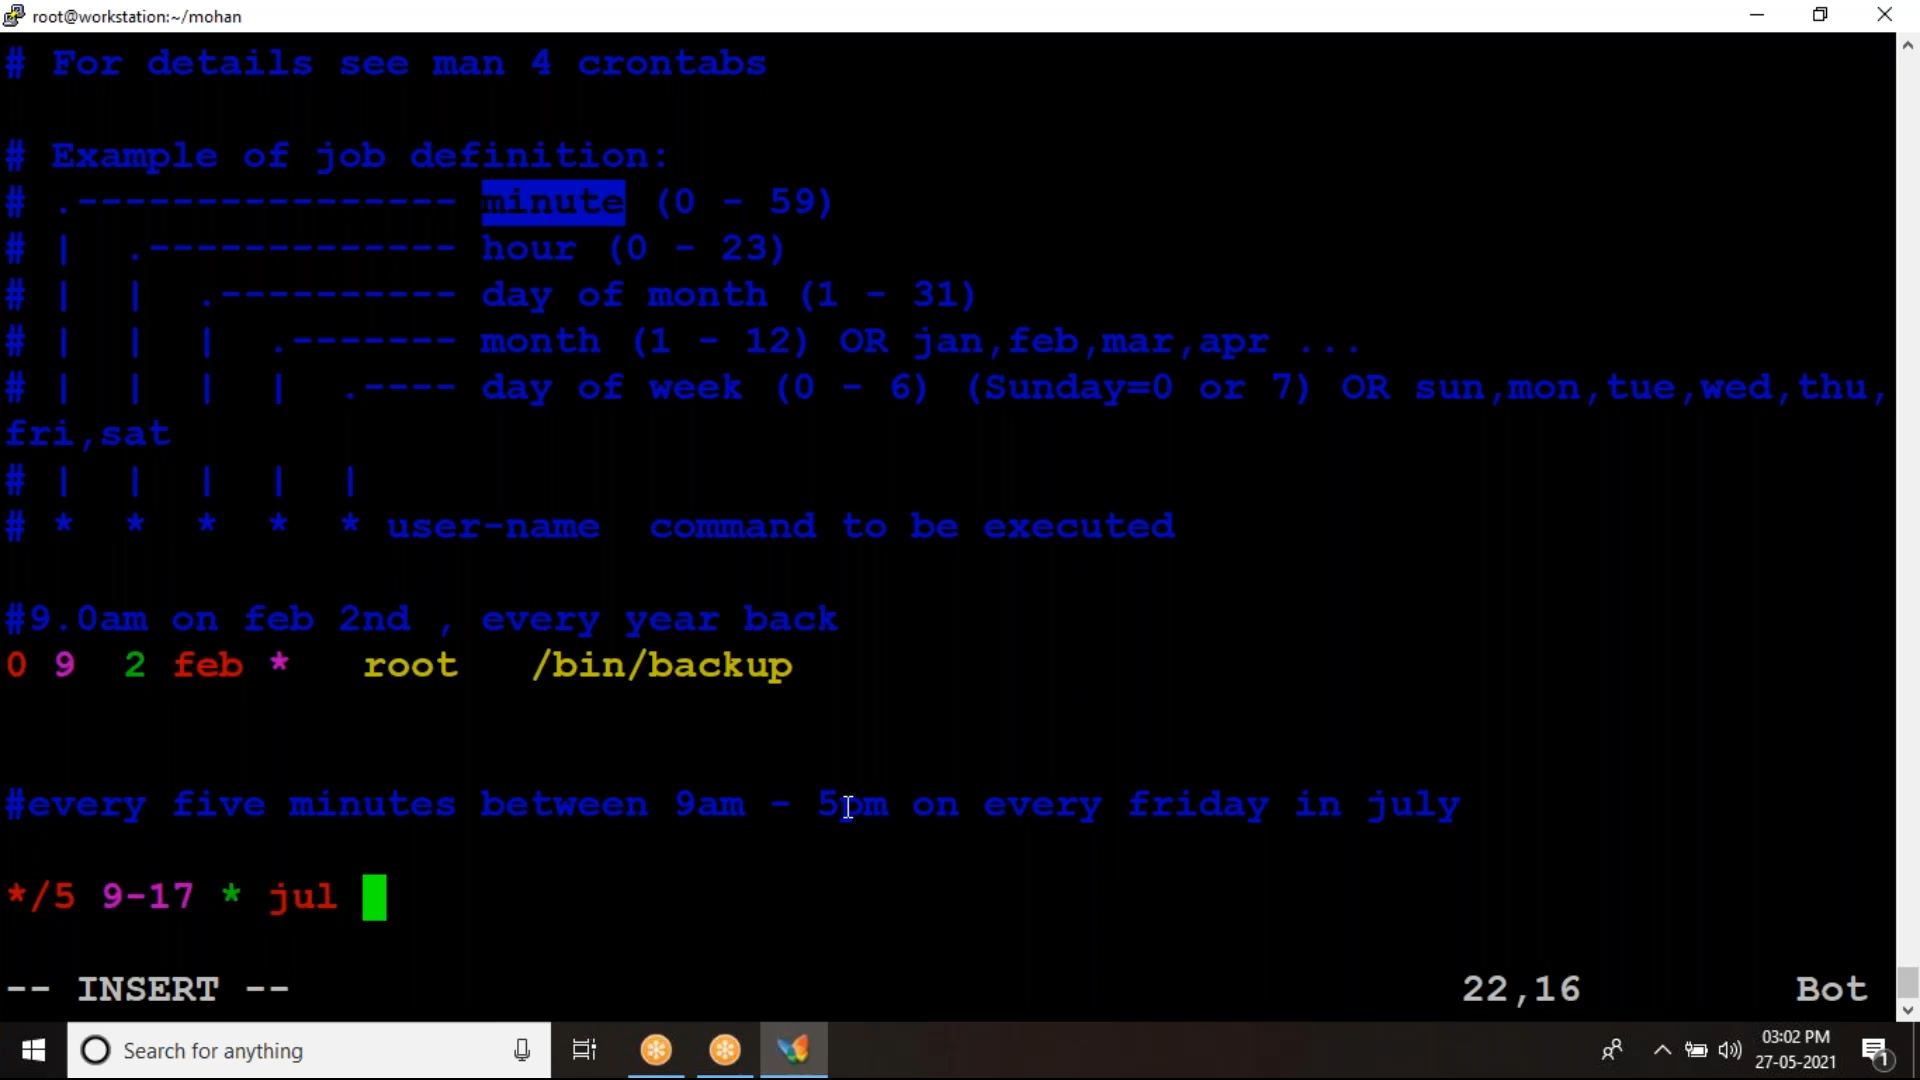 root@workstation:~/mohan
# For details see man 4 crontabs
# Example of job definition:
# .---------------- minute (0 - 59)
# |  .------------- hour (0 - 23)
# |  |  .---------- day of month (1 - 31)
# |  |  |  .------- month (1 - 12) OR jan,feb,mar,apr ...
# |  |  |  |  .---- day of week (0 - 6) (Sunday=0 or 7) OR sun,mon,tue,wed,thu,
fri,sat
# |  |  |  |  |
# *  *  *  *  * user-name  command to be executed
#9.0am on feb 2nd , every year back
0 9  2 feb *   root   /bin/backup
#every five minutes between 9am - 5pm on every friday in july
*/5 9-17 * jul
-- INSERT -- 22,16 Bot
Search for anything
03:02 PM
27-05-2021
1